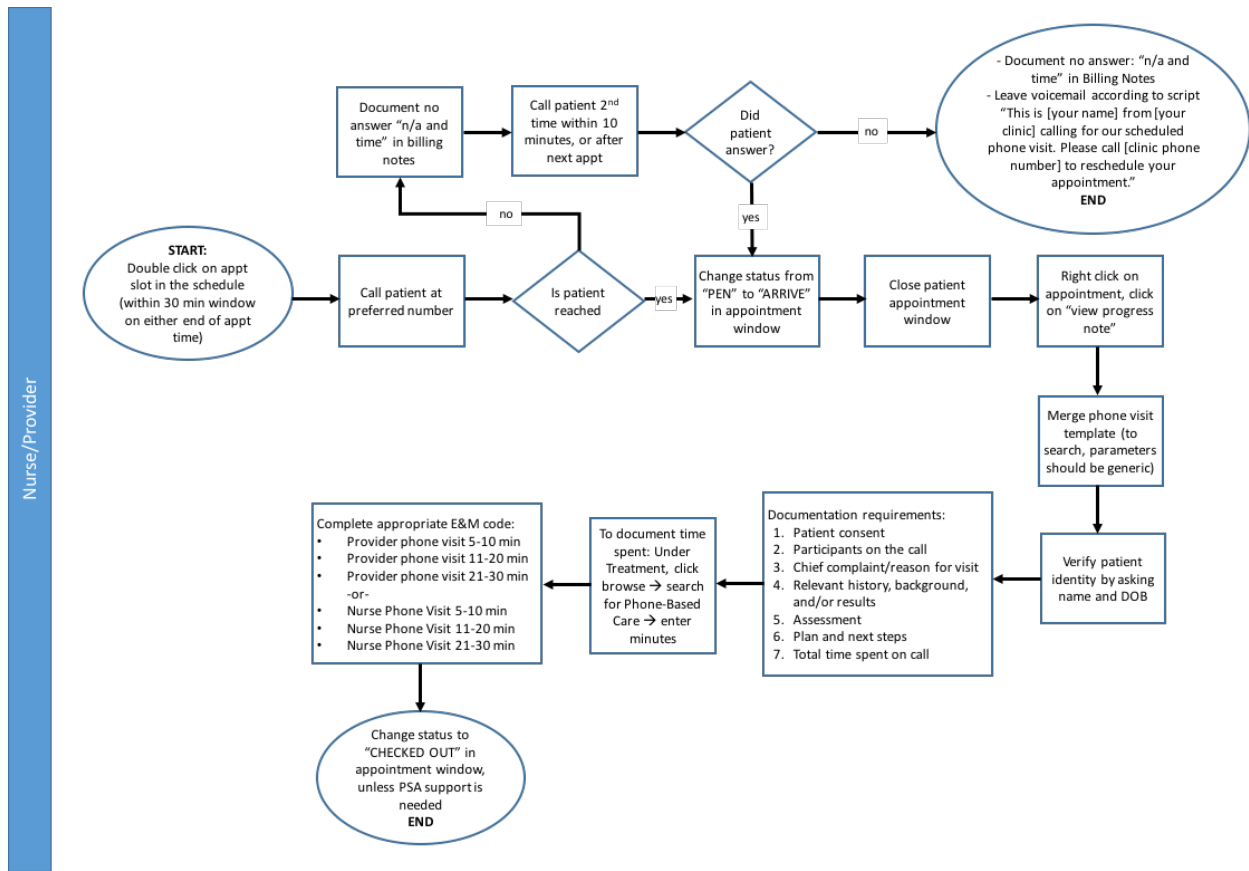 Nurse/Provider
START:
Double click on appt
slot in the schedule
(within 30 min window
on either end of appt
time)
Call patient at
preferred number
Is patient
reached
no
Document no
answer “n/a and
time” in billing
notes
Call patient 2nd
time within 10
minutes, or after
next appt
Did
patient
answer?
no
- Document no answer: “n/a and
time” in Billing Notes
- Leave voicemail according to script
“This is [your name] from [your
clinic] calling for our scheduled
phone visit. Please call [clinic phone
number] to reschedule your
appointment.”
END
yes
yes
Change status from
“PEN” to “ARRIVE”
in appointment
window
Close patient
appointment
window
Right click on
appointment, click
on “view progress
note”
Merge phone visit
template (to
search, parameters
should be generic)
Verify patient
identity by asking
name and DOB
Documentation requirements:
1. Patient consent
2. Participants on the call
3. Chief complaint/reason for visit
4. Relevant history, background,
and/or results
5. Assessment
6. Plan and next steps
7. Total time spent on call
To document time
spent: Under
Treatment, click
browse → search
for Phone-Based
Care → enter
minutes
Complete appropriate E&M code:
• Provider phone visit 5-10 min
• Provider phone visit 11-20 min
• Provider phone visit 21-30 min
-or-
• Nurse Phone Visit 5-10 min
• Nurse Phone Visit 11-20 min
• Nurse Phone Visit 21-30 min
Change status to
“CHECKED OUT” in
appointment window,
unless PSA support is
needed
END